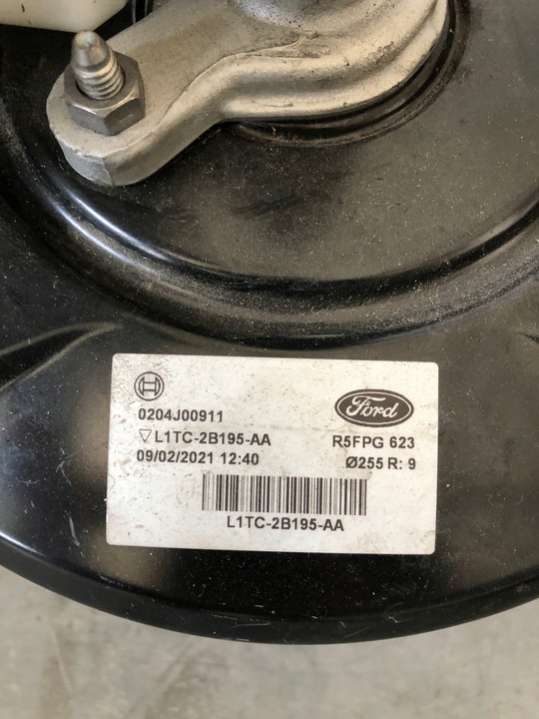 0204J00911
Ford
▽L1TC-2B195-AA
R5FPG 623
09/02/2021 12:40
Ø255 R: 9
L1TC-2B195-AA